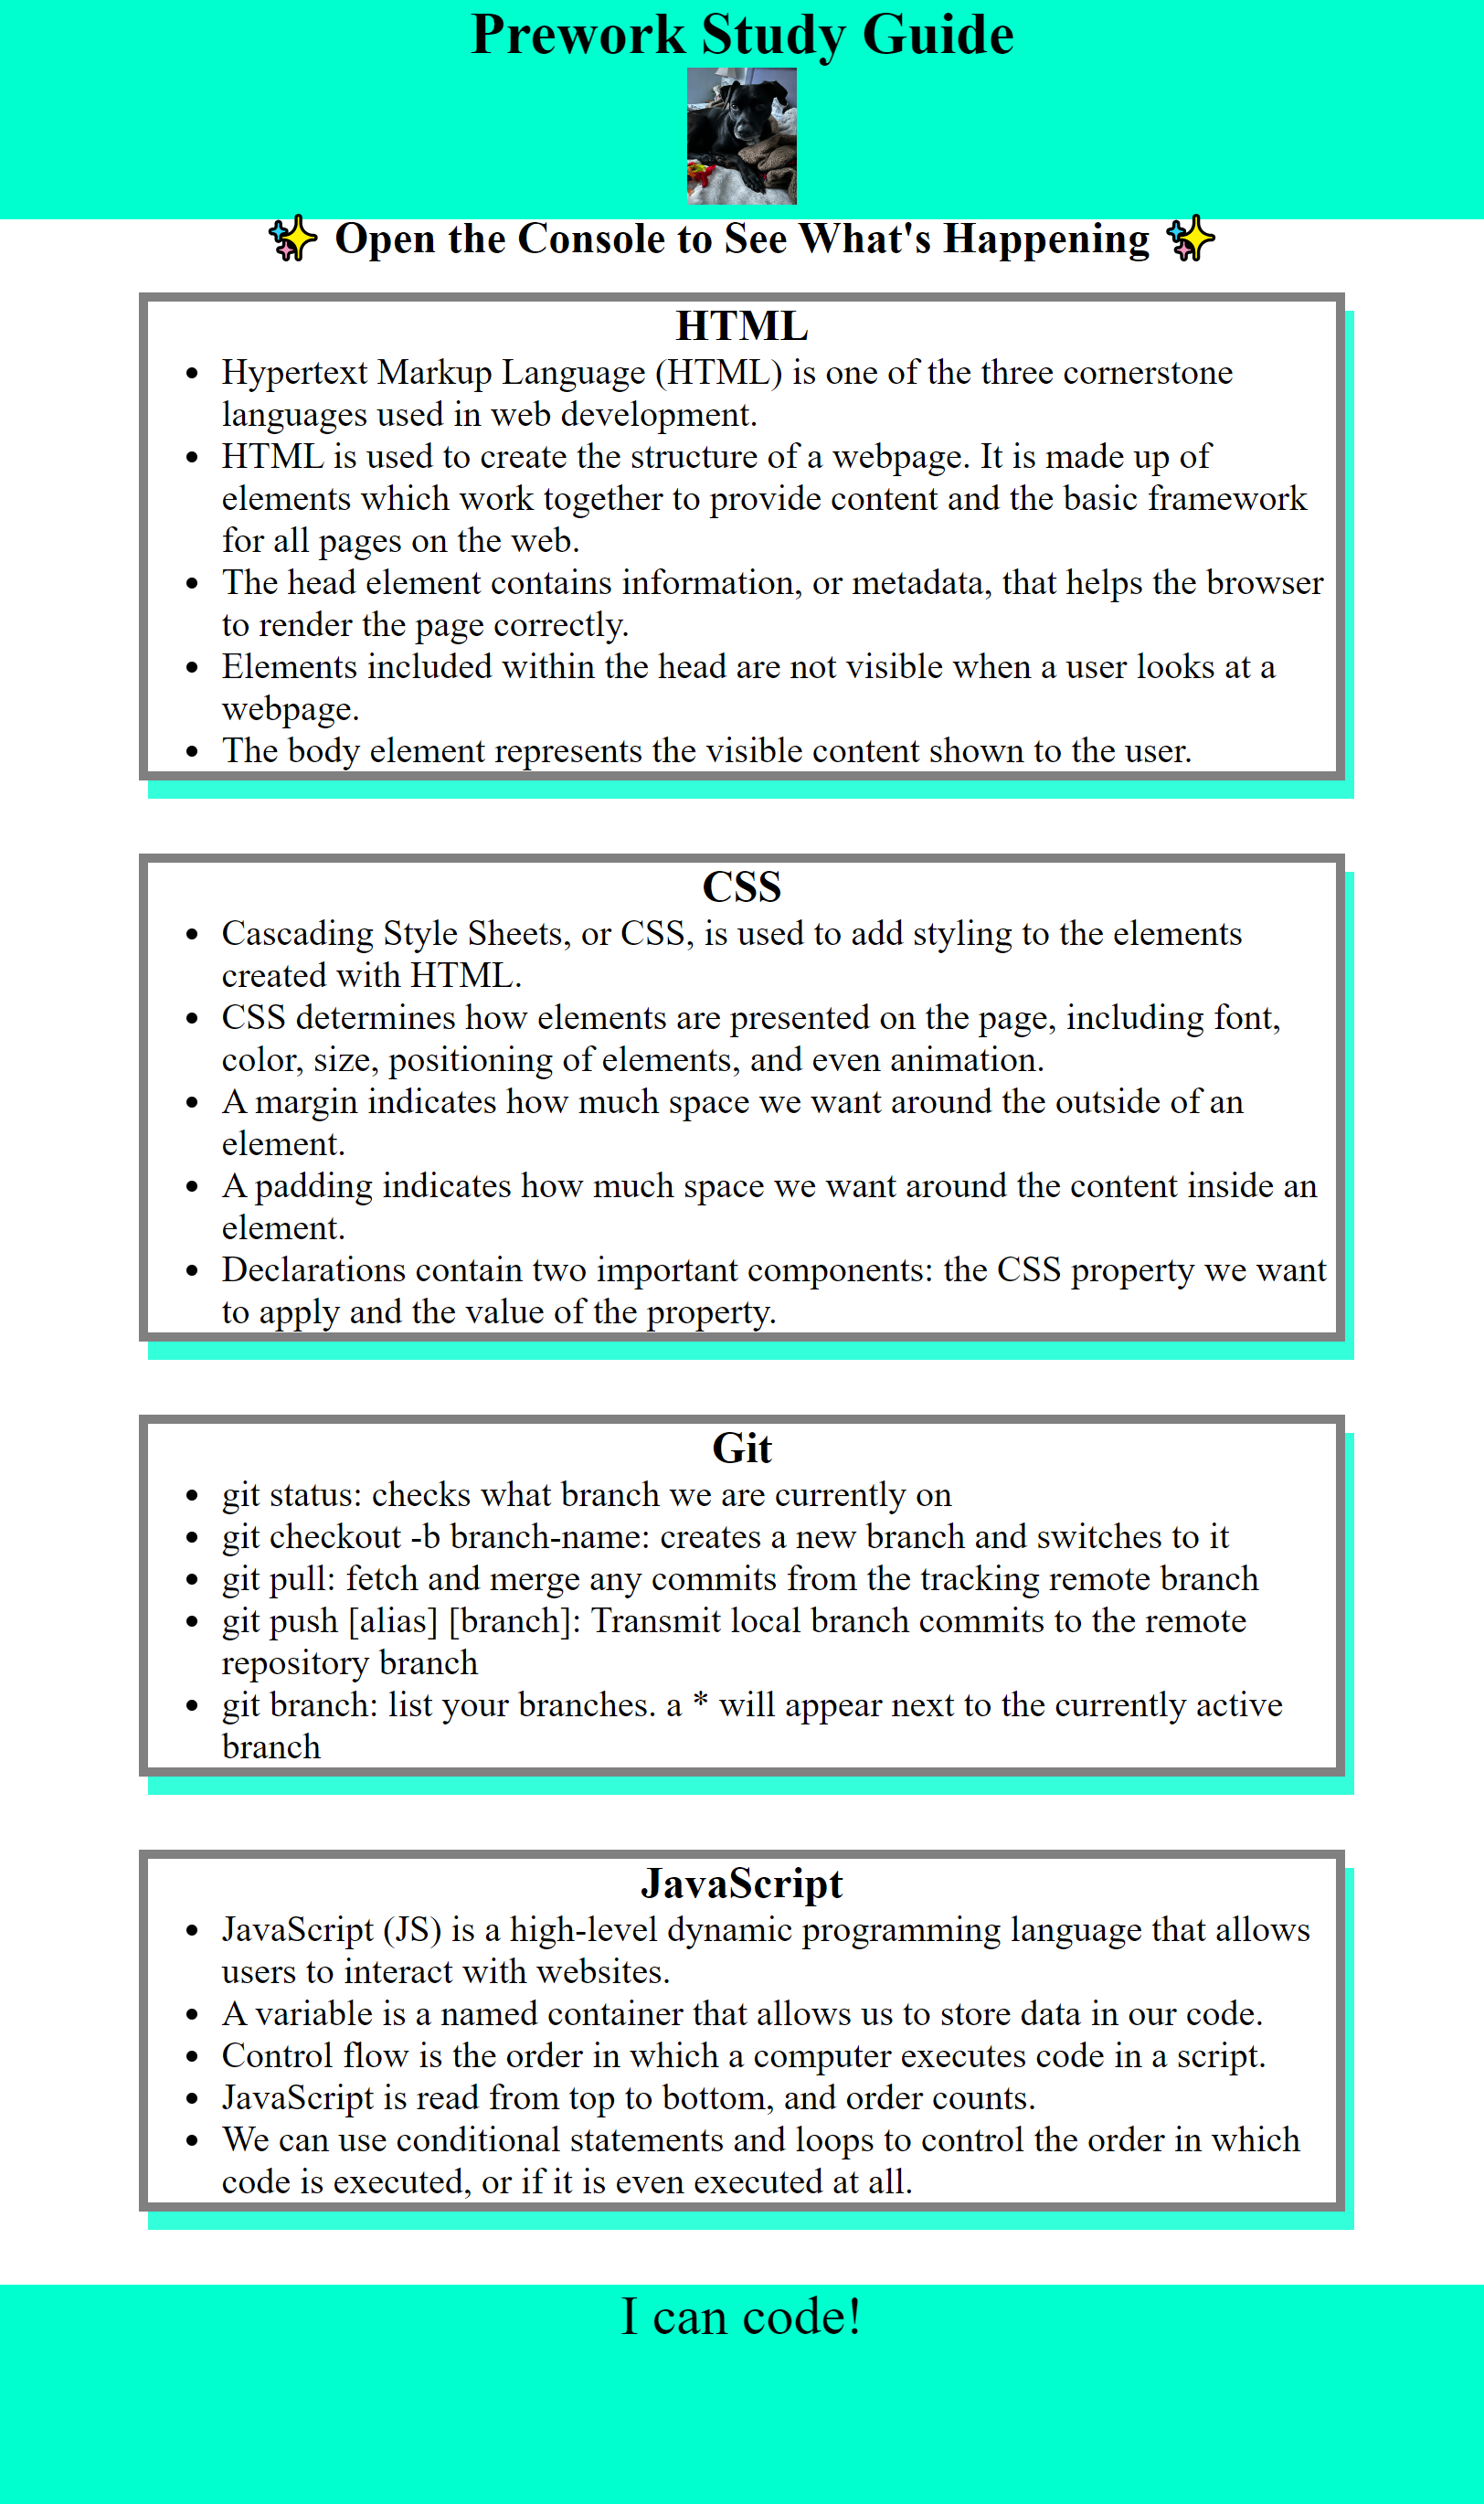 Prework Study Guide
✨ Open the Console to See What's Happening ✨
HTML
• Hypertext Markup Language (HTML) is one of the three cornerstone
languages used in web development.
• HTML is used to create the structure of a webpage. It is made up of
elements which work together to provide content and the basic framework
for all pages on the web.
• The head element contains information, or metadata, that helps the browser
to render the page correctly.
• Elements included within the head are not visible when a user looks at a
webpage.
• The body element represents the visible content shown to the user.
CSS
• Cascading Style Sheets, or CSS, is used to add styling to the elements
created with HTML.
• CSS determines how elements are presented on the page, including font,
color, size, positioning of elements, and even animation.
• A margin indicates how much space we want around the outside of an
element.
• A padding indicates how much space we want around the content inside an
element.
• Declarations contain two important components: the CSS property we want
to apply and the value of the property.
Git
• git status: checks what branch we are currently on
• git checkout -b branch-name: creates a new branch and switches to it
• git pull: fetch and merge any commits from the tracking remote branch
• git push [alias] [branch]: Transmit local branch commits to the remote
repository branch
• git branch: list your branches. a * will appear next to the currently active
branch
JavaScript
• JavaScript (JS) is a high-level dynamic programming language that allows
users to interact with websites.
• A variable is a named container that allows us to store data in our code.
• Control flow is the order in which a computer executes code in a script.
• JavaScript is read from top to bottom, and order counts.
• We can use conditional statements and loops to control the order in which
code is executed, or if it is even executed at all.
I can code!